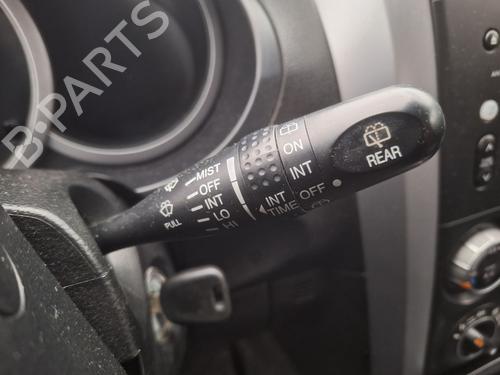 MIST
OFF
INT
LO
HI
PULL
INT
TIME
ON
INT
OFF
REAR
B-PARTS